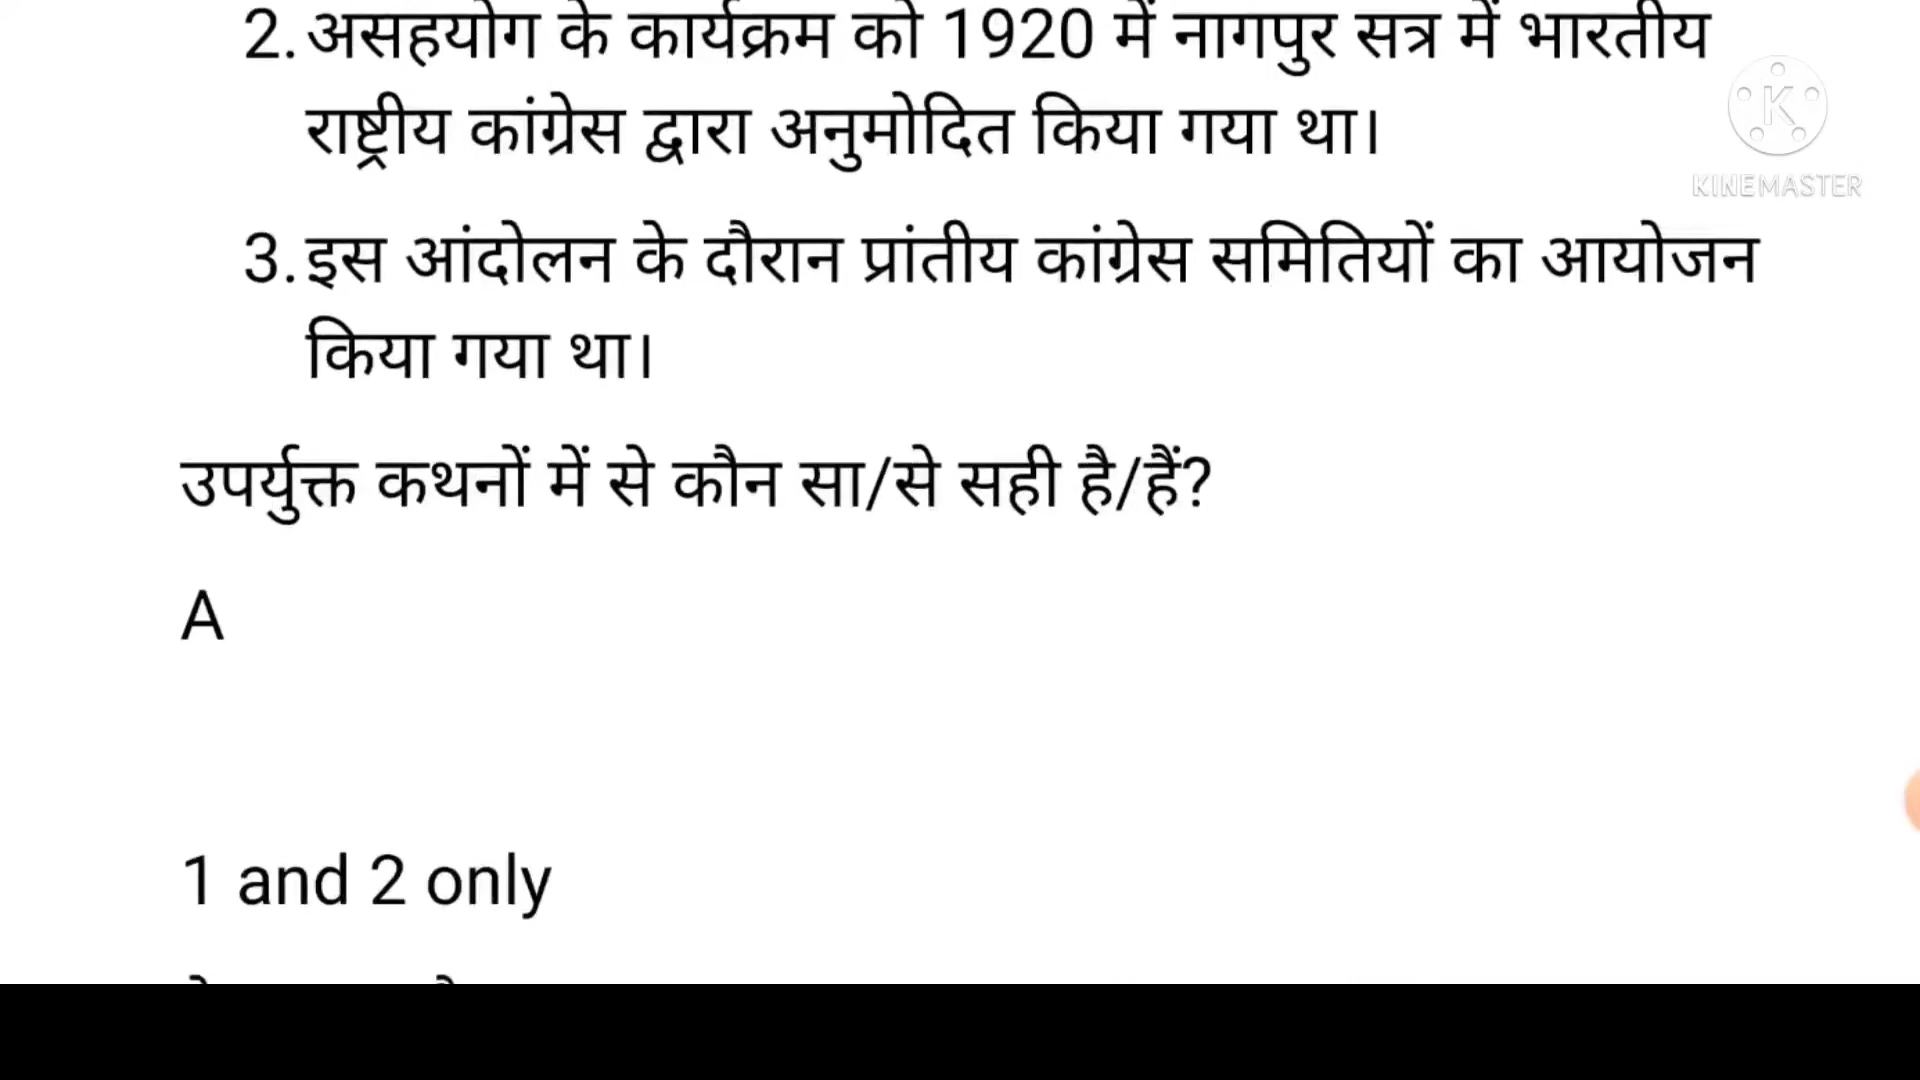 2. असहयोग के कार्यक्रम को 1920 में नागपुर सत्र में भारतीय
राष्ट्रीय कांग्रेस द्वारा अनुमोदित किया गया था।
K
KINEMASTER
3. इस आंदोलन के दौरान प्रांतीय कांग्रेस समितियों का आयोजन
किया गया था।
उपर्युक्त कथनों में से कौन सा/से सही है/हैं?
A
1 and 2 only